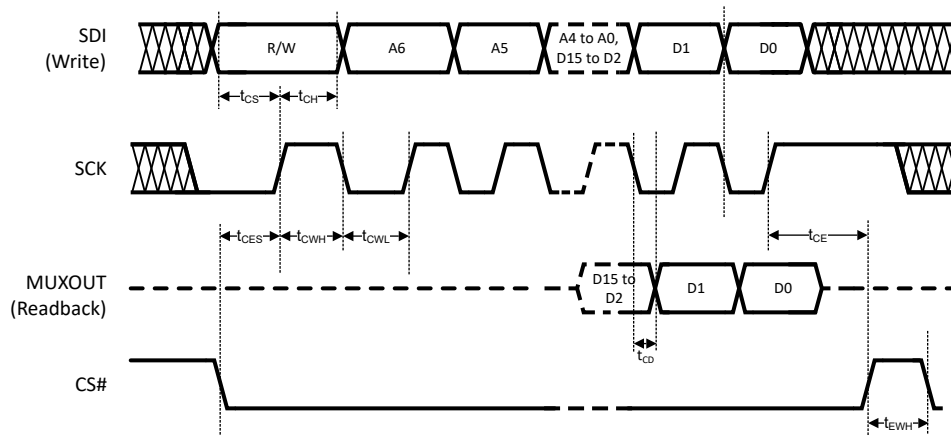 SDI
(Write)
R/W
A6
A5
A4 to A0,
D15 to D2
D1
D0
tCS
tCH
SCK
tCES
tCWH
tCWL
tCE
MUXOUT
(Readback)
D15 to
D2
D1
D0
tCD
CS#
tEWH